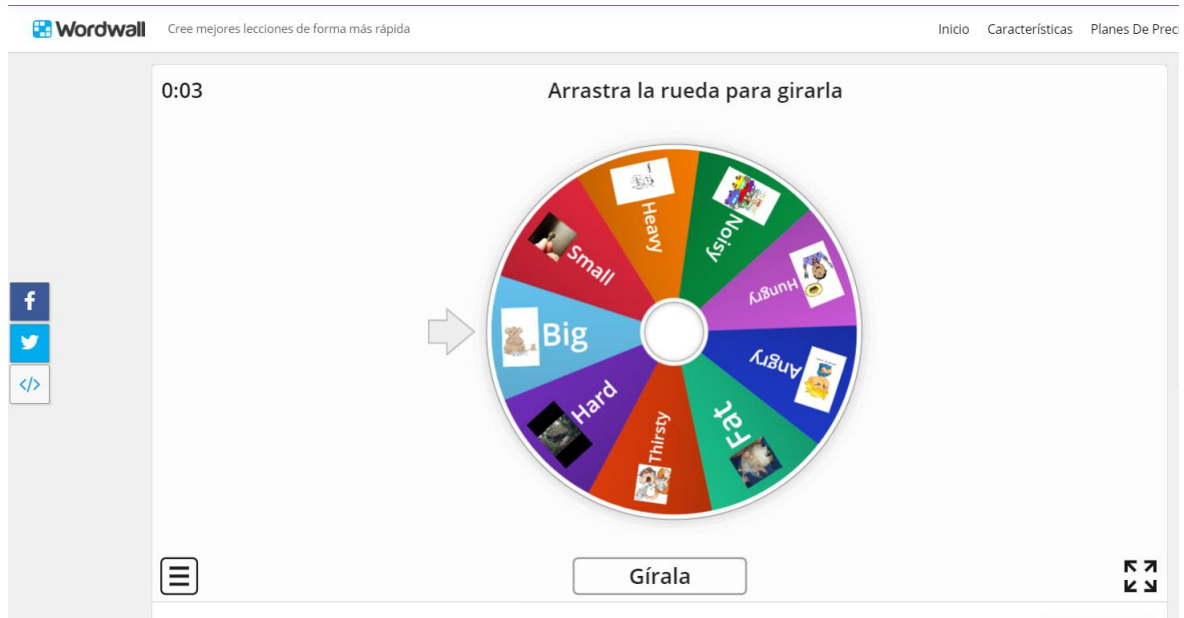 Wordwall
Cree mejores lecciones de forma más rápida
Inicio
Características
Planes De Preci
0:03
Arrastra la rueda para girarla
Heavy
Noisy
Small
Hungry
Big
Angry
Hard
Fat
Thirsty
f
</>
Gírala